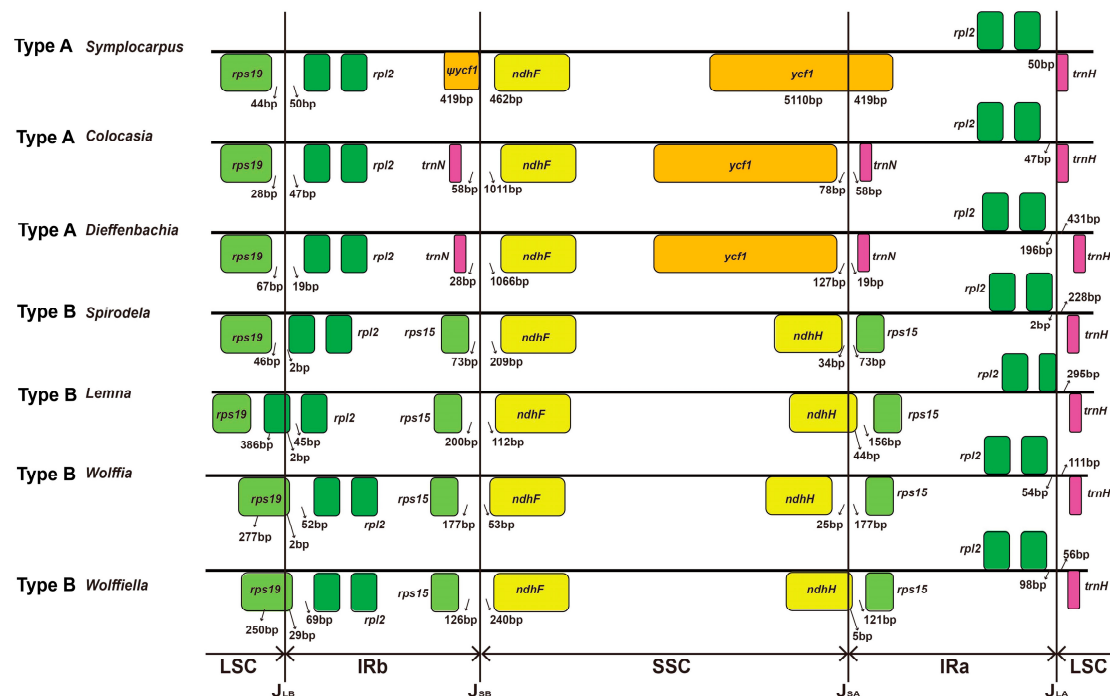 Type A Symplocarpus
rpl2
rps19 rpl2 ψycf1 ndhF ycf1 50bp trnH
44bp 50bp 419bp 462bp 5110bp 419bp
Type A Colocasia
rpl2
rps19 rpl2 trnN ndhF ycf1 trnN 47bp trnH
28bp 47bp 58bp 1011bp 78bp 58bp
Type A Dieffenbachia
rpl2 431bp
rps19 rpl2 trnN ndhF ycf1 trnN 196bp trnH
67bp 19bp 28bp 1066bp 127bp 19bp
Type B Spirodela
rpl2 228bp
rps19 rpl2 rps15 ndhF ndhH rps15 2bp trnH
46bp 2bp 73bp 209bp 34bp 73bp
Type B Lemna
rpl2 295bp
rps19 rpl2 rps15 ndhF ndhH rps15 trnH
386bp 45bp 2bp 200bp 112bp 44bp 156bp
Type B Wolffia
rpl2 111bp
rps19 rpl2 rps15 ndhF ndhH rps15 54bp trnH
277bp 2bp 52bp 177bp 53bp 25bp 177bp
Type B Wolffiella
rpl2 56bp
rps19 rpl2 rps15 ndhF ndhH rps15 98bp trnH
250bp 29bp 69bp 126bp 240bp 5bp 121bp
LSC IRb SSC IRa LSC
JLB JSB JSA JLA